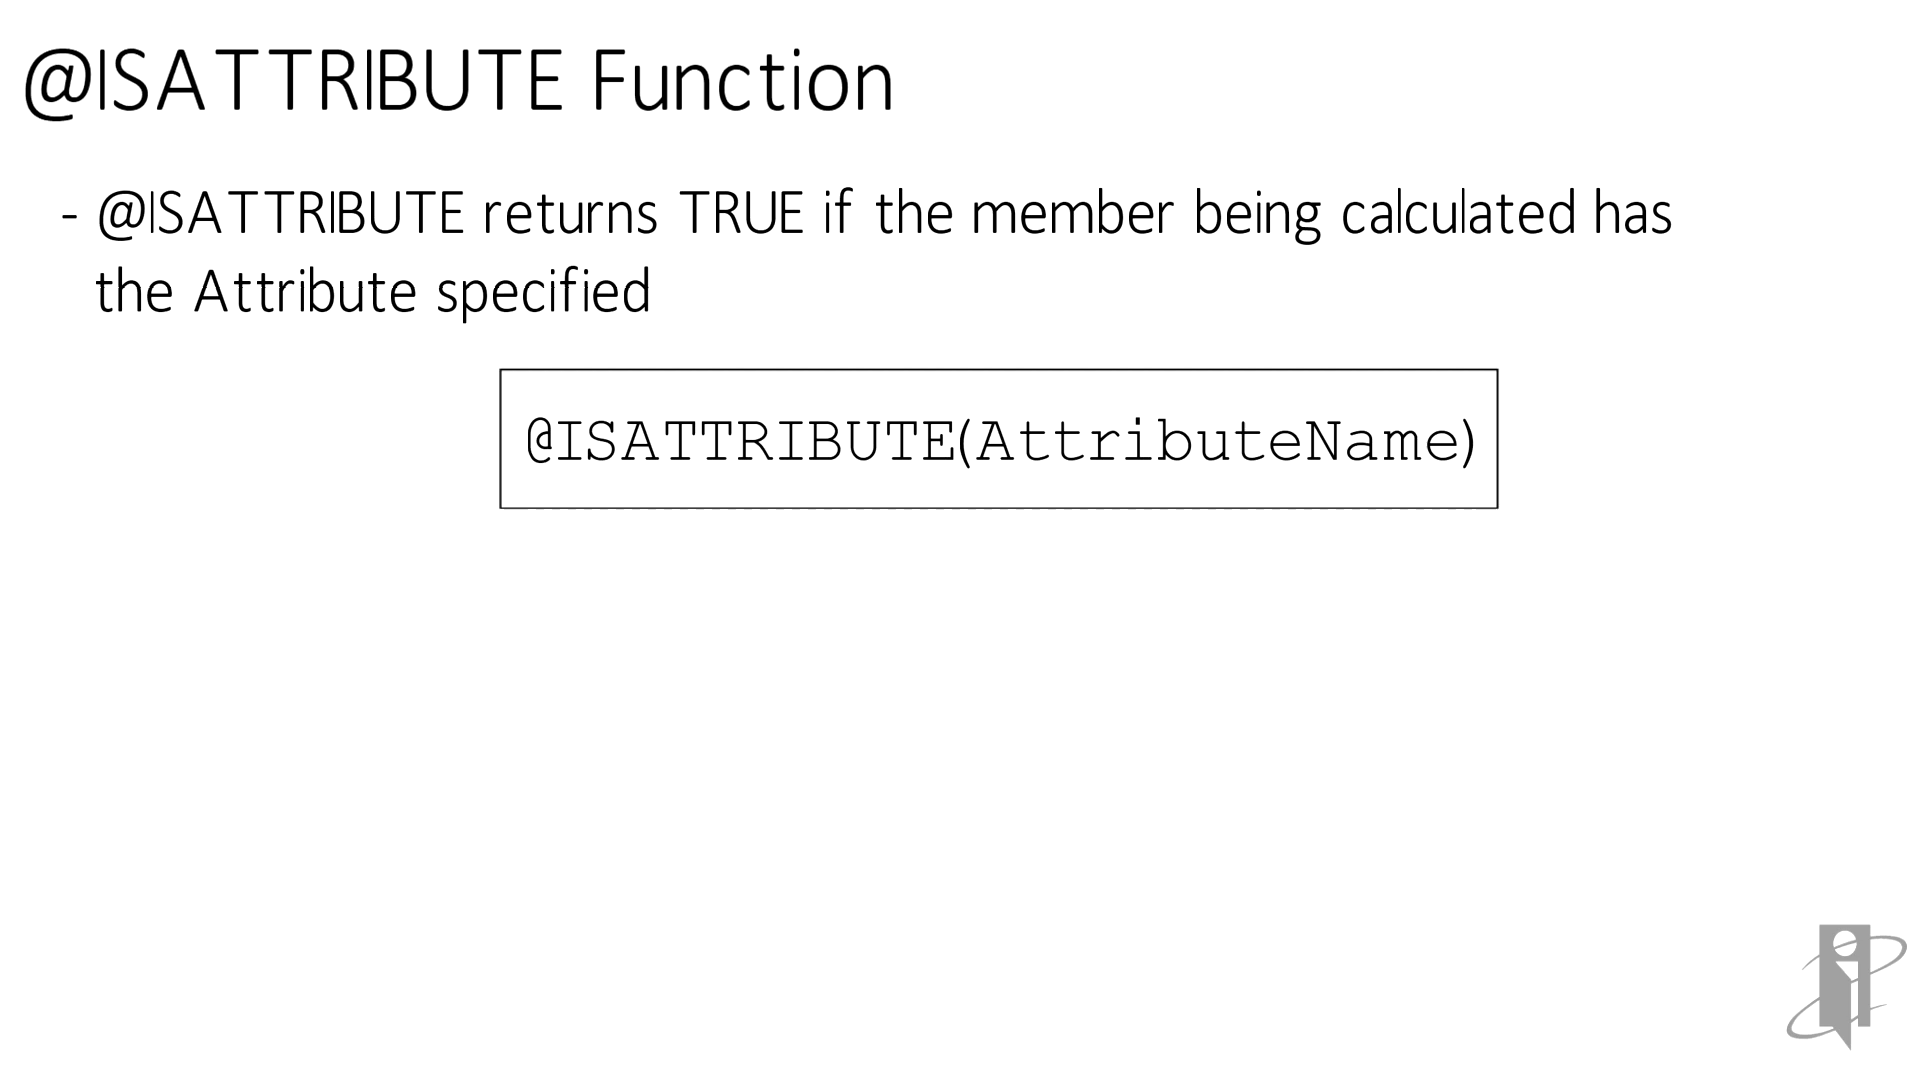 @ISATTRIBUTE Function
- @ISATTRIBUTE returns TRUE if the member being calculated has
the Attribute specified
@ISATTRIBUTE(AttributeName)